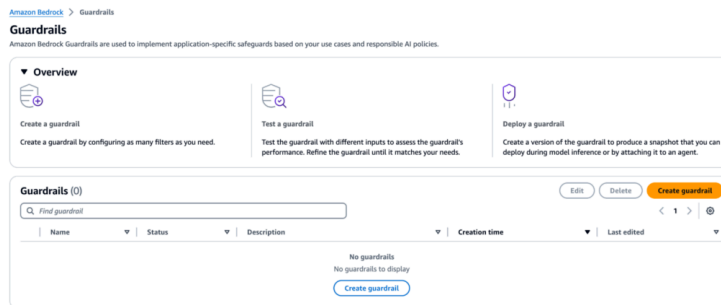 Amazon Bedrock > Guardrails
Guardrails
Amazon Bedrock Guardrails are used to implement application-specific safeguards based on your use cases and responsible AI policies.
Overview
Create a guardrail
Create a guardrail by configuring as many filters as you need.
Test a guardrail
Test the guardrail with different inputs to assess the guardrail's
performance. Refine the guardrail until it matches your needs.
Deploy a guardrail
Create a version of the guardrail to produce a snapshot that you can
deploy during model inference or by attaching it to an agent.
Guardrails (0)
Edit Delete Create guardrail
Find guardrail
< 1 >
Name Status Description Creation time Last edited
No guardrails
No guardrails to display
Create guardrail